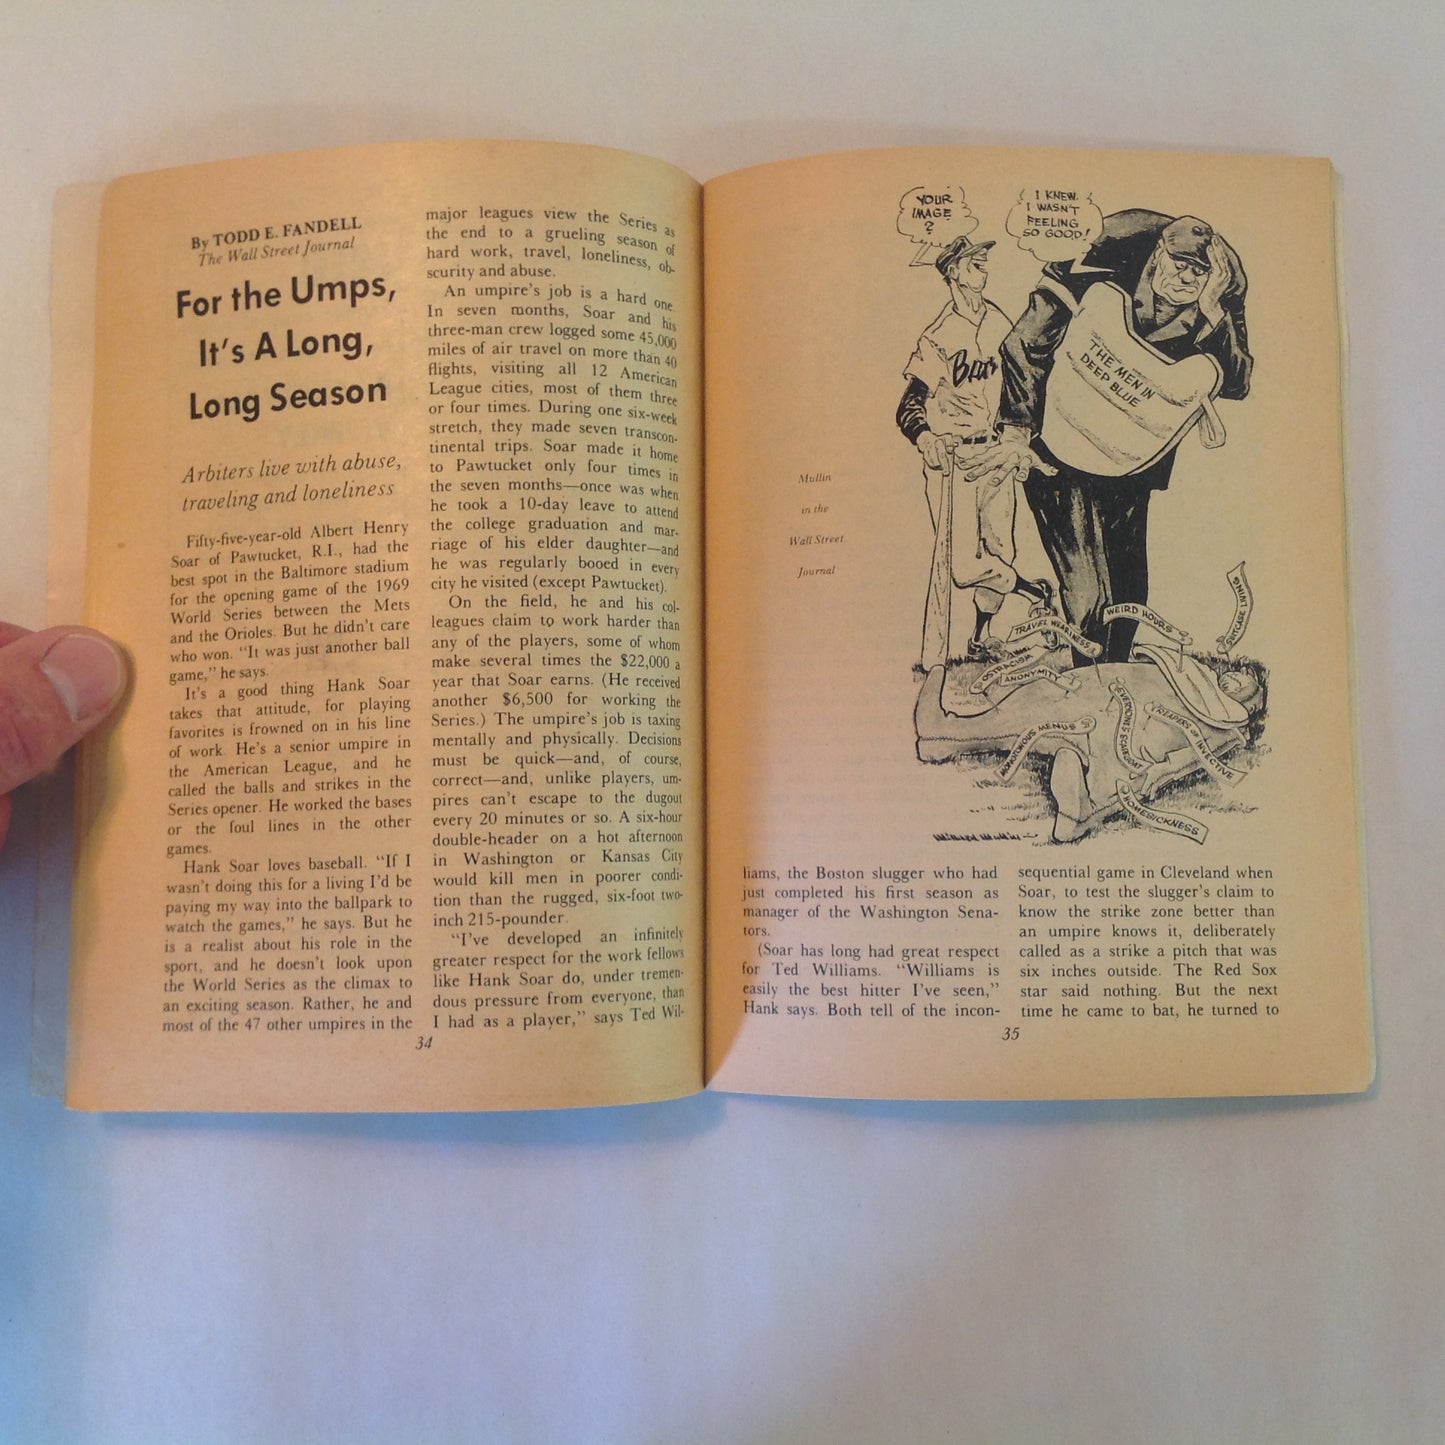 By TODD E. FANDELL
The Wall Street Journal
For the Umps,
It's A Long,
Long Season
Arbiters live with abuse,
traveling and loneliness
Fifty-five-year-old Albert Henry
Soar of Pawtucket, R.I., had the
best spot in the Baltimore stadium
for the opening game of the 1969
World Series between the Mets
and the Orioles. But he didn't care
who won. "It was just another ball
game," he says.
It's a good thing Hank Soar
takes that attitude, for playing
favorites is frowned on in his line
of work. He's a senior umpire in
the American League, and he
called the balls and strikes in the
Series opener. He worked the bases
or the foul lines in the other
games.
Hank Soar loves baseball. "If I
wasn't doing this for a living I'd be
paying my way into the ballpark to
watch the games," he says. But he
is a realist about his role in the
sport, and he doesn't look upon
the World Series as the climax to
an exciting season. Rather, he and
most of the 47 other umpires in the
major leagues view the Series as
the end to a grueling season of
hard work, travel, loneliness, ob-
scurity and abuse.
An umpire's job is a hard one.
In seven months, Soar and his
three-man crew logged some 45,000
miles of air travel on more than 40
flights, visiting all 12 American
League cities, most of them three
or four times. During one six-week
stretch, they made seven transcon-
tinental trips. Soar made it home
to Pawtucket only four times in
the seven months—once was when
he took a 10-day leave to attend
the college graduation and mar-
riage of his elder daughter—and
he was regularly booed in every
city he visited (except Pawtucket).
On the field, he and his col-
leagues claim to work harder than
any of the players, some of whom
make several times the $22,000 a
year that Soar earns. (He received
another $6,500 for working the
Series.) The umpire's job is taxing
mentally and physically. Decisions
must be quick—and, of course,
correct—and, unlike players, um-
pires can't escape to the dugout
every 20 minutes or so. A six-hour
double-header on a hot afternoon
in Washington or Kansas City
would kill men in poorer condi-
tion than the rugged, six-foot two-
inch 215-pounder.
"I've developed an infinitely
greater respect for the work fellows
like Hank Soar do, under tremen-
dous pressure from everyone, than
I had as a player," says Ted Wil-
34
YOUR
IMAGE
?
I KNEW
I WASN'T
FEELING
SO GOOD!
THE MEN IN
DEEP BLUE
Mullin
in the
Wall Street
Journal
TRAVEL WEARINESS
WEIRD HOURS
SUITCASE LIVING
OSTRACISM
ANONYMITY
MONOTONOUS MENUS
EVERYONE'S SCAPEGOAT
REAPERS OF INVECTIVE
HOMESICKNESS
Willard Mullin
liams, the Boston slugger who had
just completed his first season as
manager of the Washington Sena-
tors.
(Soar has long had great respect
for Ted Williams. "Williams is
easily the best hitter I've seen,"
Hank says. Both tell of the incon-
sequential game in Cleveland when
Soar, to test the slugger's claim to
know the strike zone better than
an umpire knows it, deliberately
called as a strike a pitch that was
six inches outside. The Red Sox
star said nothing. But the next
time he came to bat, he turned to
35